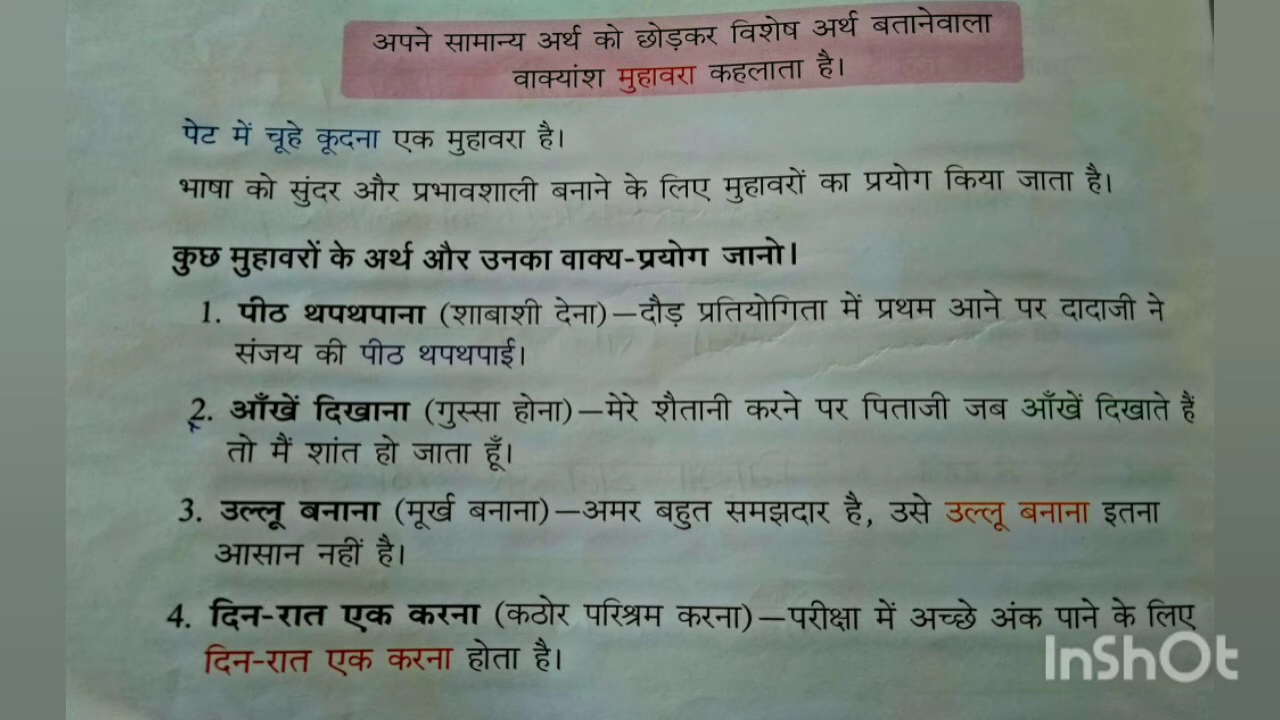 अपने सामान्य अर्थ को छोड़कर विशेष अर्थ बतानेवाला
वाक्यांश मुहावरा कहलाता है।
पेट में चूहे कूदना एक मुहावरा है।
भाषा को सुंदर और प्रभावशाली बनाने के लिए मुहावरों का प्रयोग किया जाता है।
कुछ मुहावरों के अर्थ और उनका वाक्य-प्रयोग जानो।
1. पीठ थपथपाना (शाबाशी देना)—दौड़ प्रतियोगिता में प्रथम आने पर दादाजी ने
संजय की पीठ थपथपाई।
2. आँखें दिखाना (गुस्सा होना)—मेरे शैतानी करने पर पिताजी जब आँखें दिखाते हैं
तो मैं शांत हो जाता हूँ।
3. उल्लू बनाना (मूर्ख बनाना)—अमर बहुत समझदार है, उसे उल्लू बनाना इतना
आसान नहीं है।
4. दिन-रात एक करना (कठोर परिश्रम करना)—परीक्षा में अच्छे अंक पाने के लिए
दिन-रात एक करना होता है।
InShOt